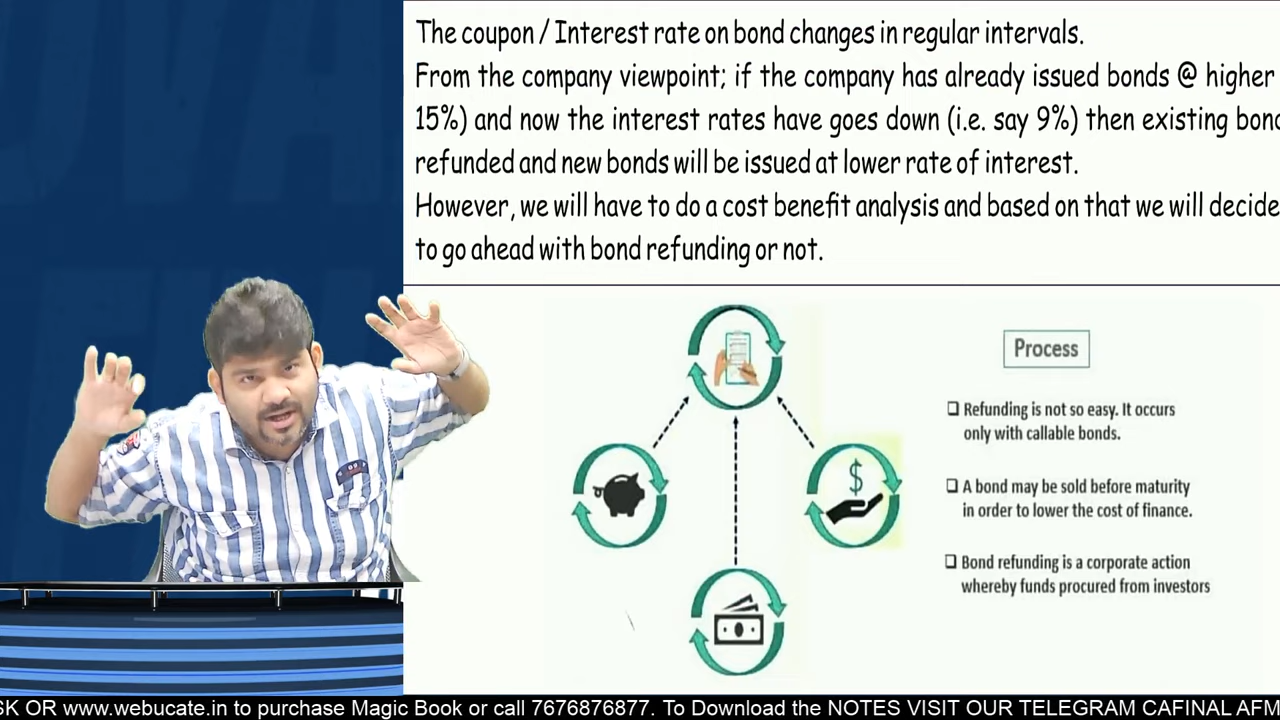 The coupon / Interest rate on bond changes in regular intervals.
From the company viewpoint; if the company has already issued bonds @ higher
15%) and now the interest rates have goes down (i.e. say 9%) then existing bon
refunded and new bonds will be issued at lower rate of interest.
However, we will have to do a cost benefit analysis and based on that we will decide
to go ahead with bond refunding or not.
Process
Refunding is not so easy. It occurs
only with callable bonds.
A bond may be sold before maturity
in order to lower the cost of finance.
Bond refunding is a corporate action
whereby funds procured from investors
$
SK OR www.webucate.in to purchase Magic Book or call 7676876877. To Download the NOTES VISIT OUR TELEGRAM CAFINAL AFM